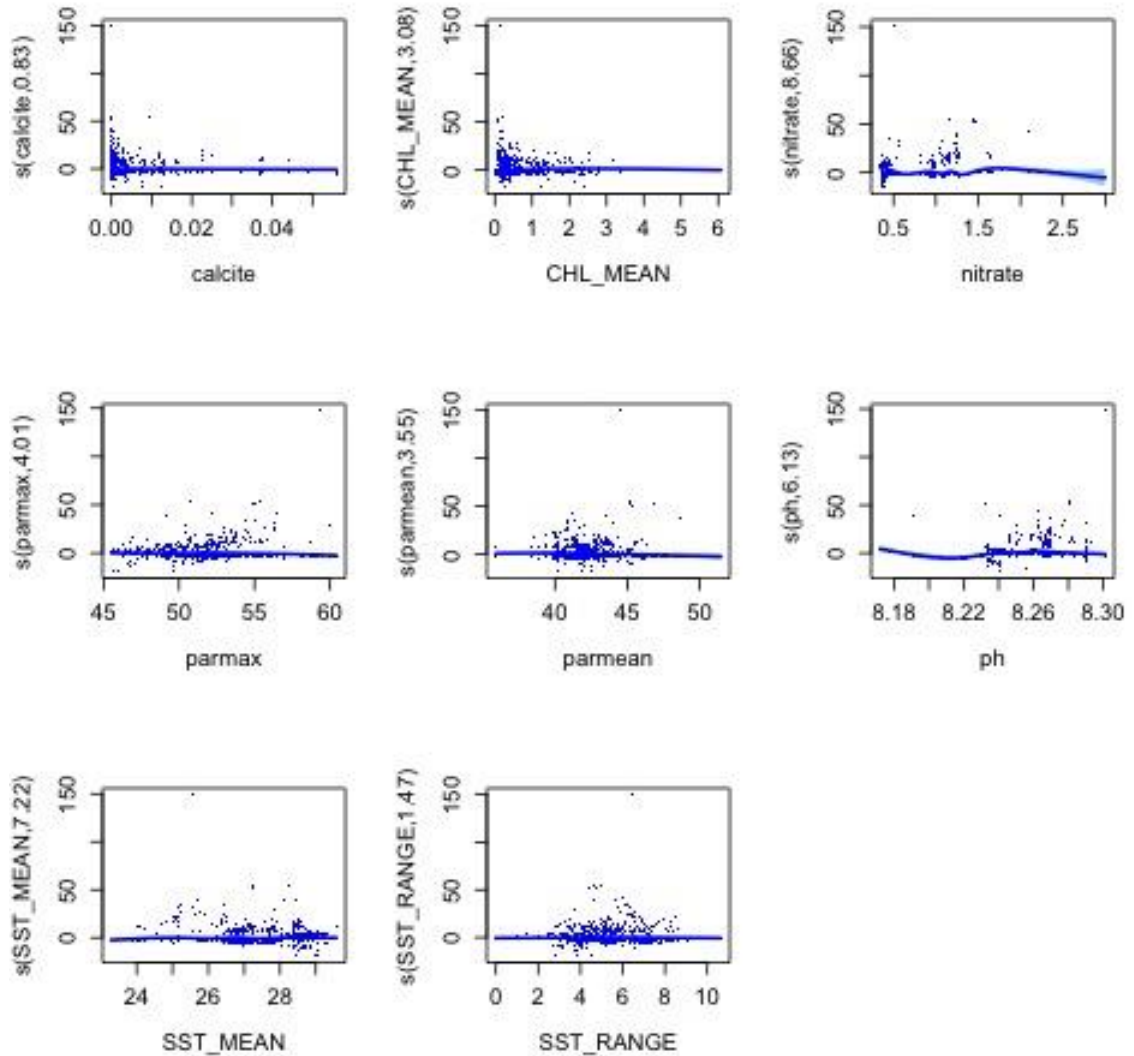 s(calcite,0.83)
150
50
0
0.00 0.02 0.04
calcite
s(CHL_MEAN,3.08)
150
50
0
0 1 2 3 4 5 6
CHL_MEAN
s(nitrate,8.66)
150
50
0
0.5 1.5 2.5
nitrate
s(parmax,4.01)
150
50
0
45 50 55 60
parmax
s(parmean,3.55)
150
50
0
40 45 50
parmean
s(ph,6.13)
150
50
0
8.18 8.22 8.26 8.30
ph
s(SST_MEAN,7.22)
150
50
0
24 26 28
SST_MEAN
s(SST_RANGE,1.47)
150
50
0
0 2 4 6 8 10
SST_RANGE